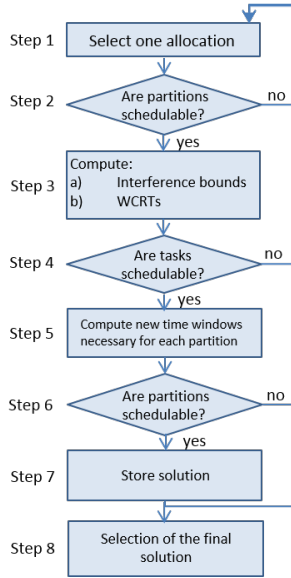 Step 1
Select one allocation
Step 2
Are partitions
schedulable?
no
yes
Step 3
Compute:
a) Interference bounds
b) WCRTs
Step 4
Are tasks
schedulable?
no
yes
Step 5
Compute new time windows
necessary for each partition
Step 6
Are partitions
schedulable?
no
yes
Step 7
Store solution
Step 8
Selection of the final
solution